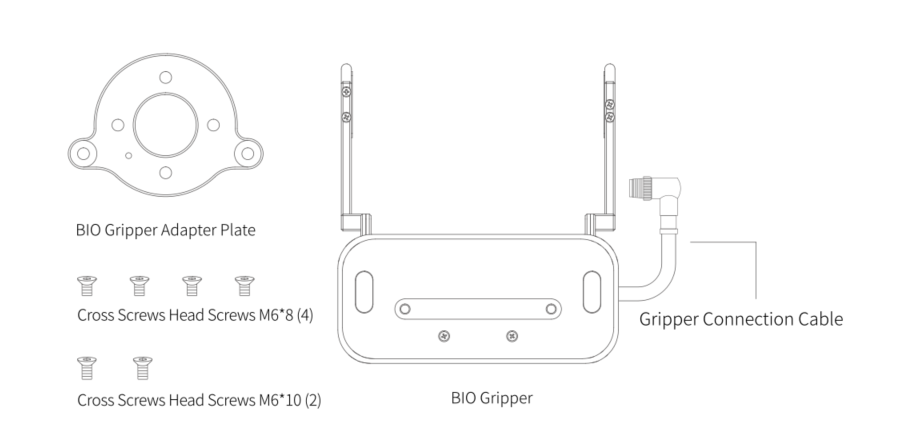 BIO Gripper Adapter Plate
Cross Screws Head Screws M6*8 (4)
Cross Screws Head Screws M6*10 (2)
BIO Gripper
Gripper Connection Cable